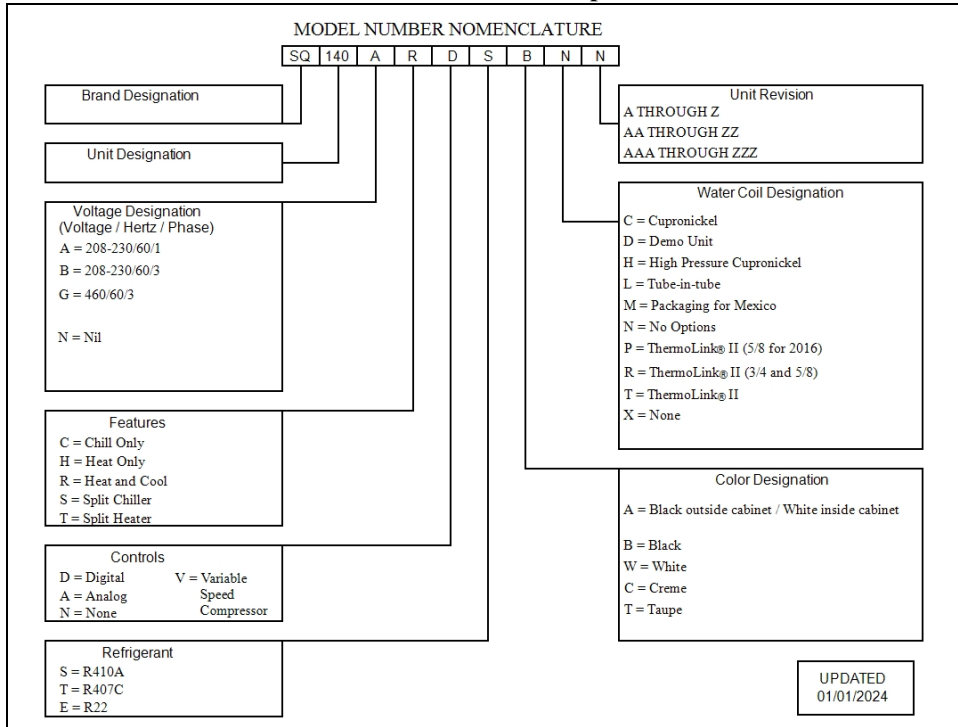 MODEL NUMBER NOMENCLATURE
SQ 140 A R D S B N N
Brand Designation
Unit Designation
Voltage Designation
(Voltage / Hertz / Phase)
A = 208-230/60/1
B = 208-230/60/3
G = 460/60/3
N = Nil
Features
C = Chill Only
H = Heat Only
R = Heat and Cool
S = Split Chiller
T = Split Heater
Controls
D = Digital V = Variable
A = Analog Speed
N = None Compressor
Refrigerant
S = R410A
T = R407C
E = R22
Unit Revision
A THROUGH Z
AA THROUGH ZZ
AAA THROUGH ZZZ
Water Coil Designation
C = Cupronickel
D = Demo Unit
H = High Pressure Cupronickel
L = Tube-in-tube
M = Packaging for Mexico
N = No Options
P = ThermoLink® II (5/8 for 2016)
R = ThermoLink® II (3/4 and 5/8)
T = ThermoLink® II
X = None
Color Designation
A = Black outside cabinet / White inside cabinet
B = Black
W = White
C = Creme
T = Taupe
UPDATED
01/01/2024